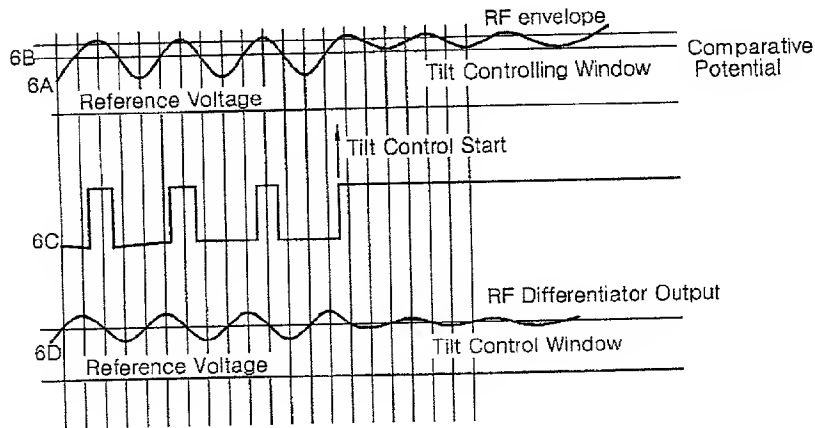 RF envelope
6B
Comparative
Potential
6A
Tilt Controlling Window
Reference Voltage
Tilt Control Start
6C
RF Differentiator Output
6D
Tilt Control Window
Reference Voltage